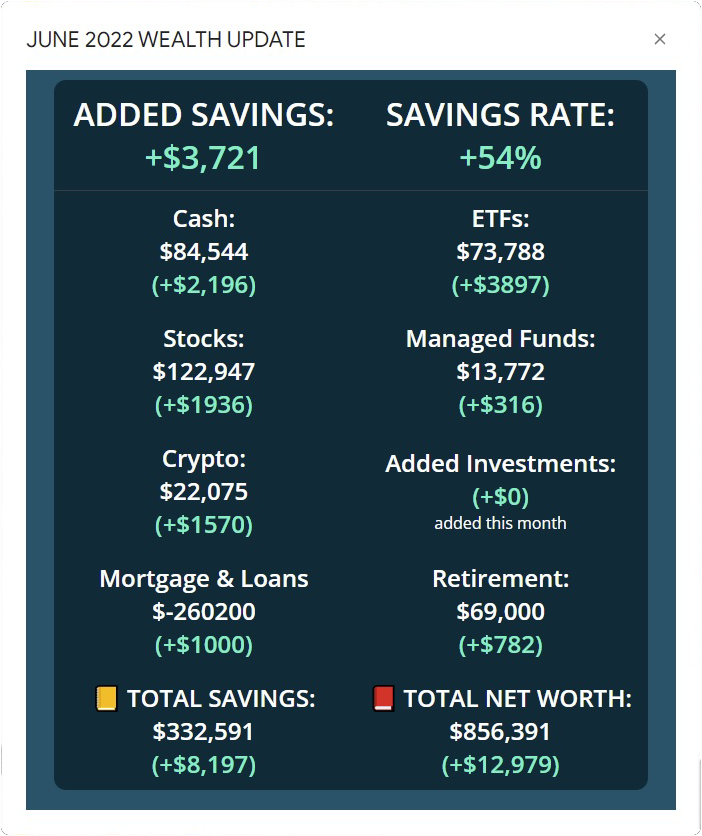 JUNE 2022 WEALTH UPDATE
ADDED SAVINGS:
+$3,721
SAVINGS RATE:
+54%
Cash:
$84,544
(+$2,196)
ETFs:
$73,788
(+$3897)
Stocks:
$122,947
(+$1936)
Managed Funds:
$13,772
(+$316)
Crypto:
$22,075
(+$1570)
Added Investments:
(+$0)
added this month
Mortgage & Loans
$-260200
(+$1000)
Retirement:
$69,000
(+$782)
TOTAL SAVINGS:
$332,591
(+$8,197)
TOTAL NET WORTH:
$856,391
(+$12,979)